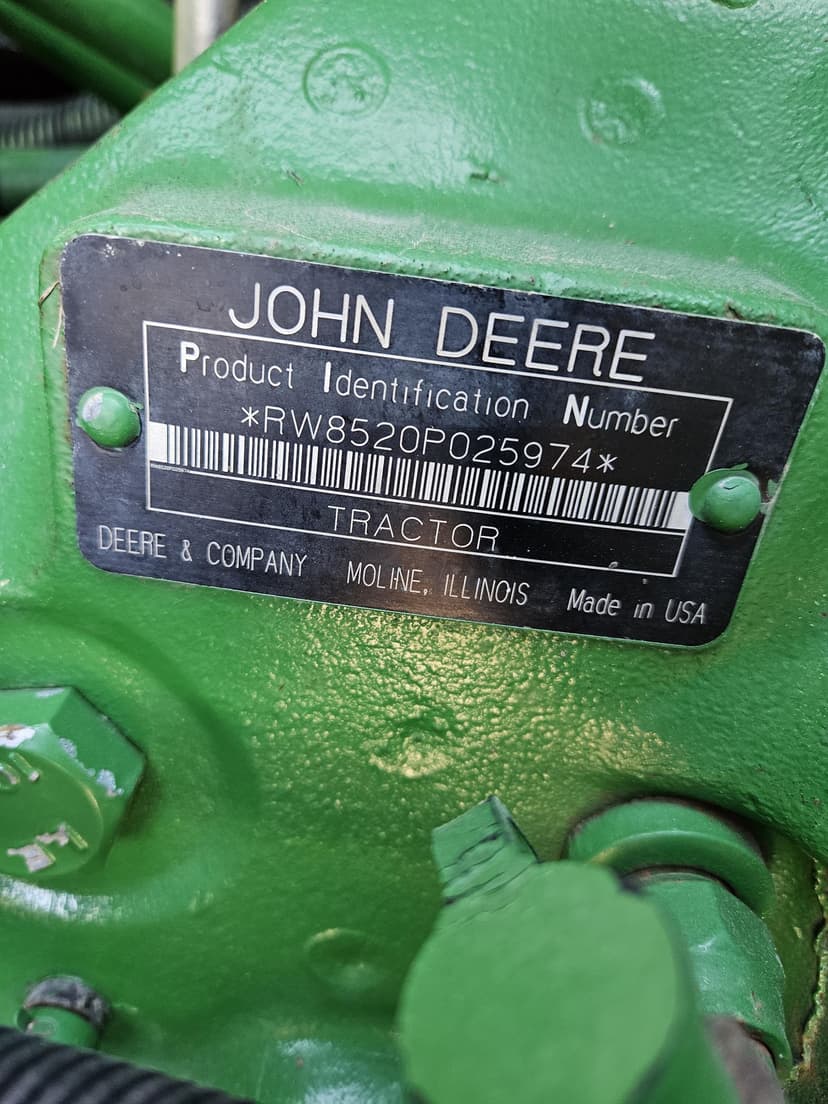 JOHN DEERE
Product Identification Number
*RW8520P025974*
TRACTOR
DEERE & COMPANY MOLINE, ILLINOIS Made in USA